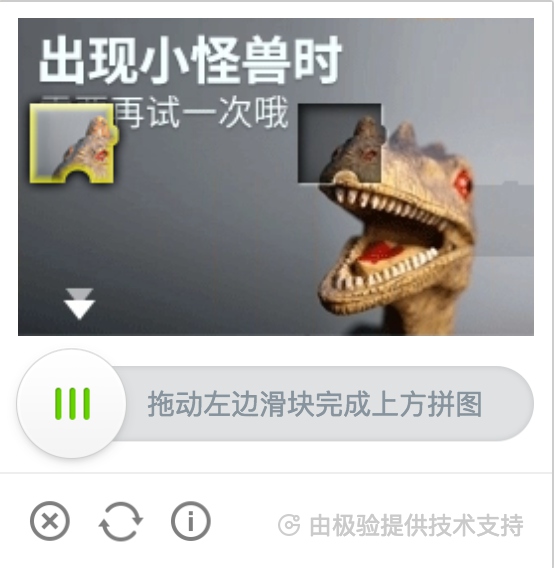 出现小怪兽时
再试一次哦
拖动左边滑块完成上方拼图
由极验提供技术支持